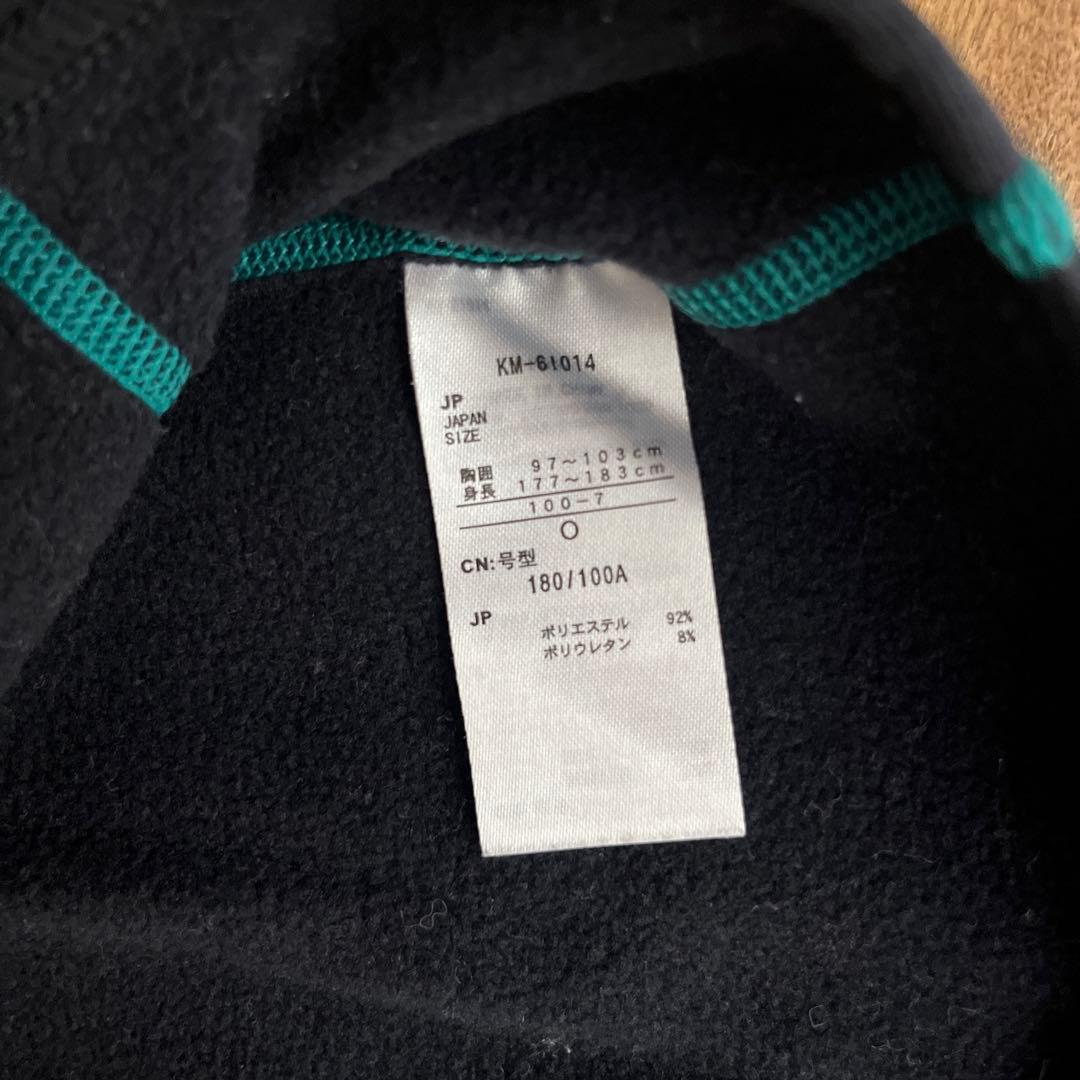 KM-61014
JP
JAPAN
SIZE
胸囲 97~103cm
身長 177~183cm
100-7
O
CN:号型
180/100A
JP
ポリエステル 92%
ポリウレタン 8%